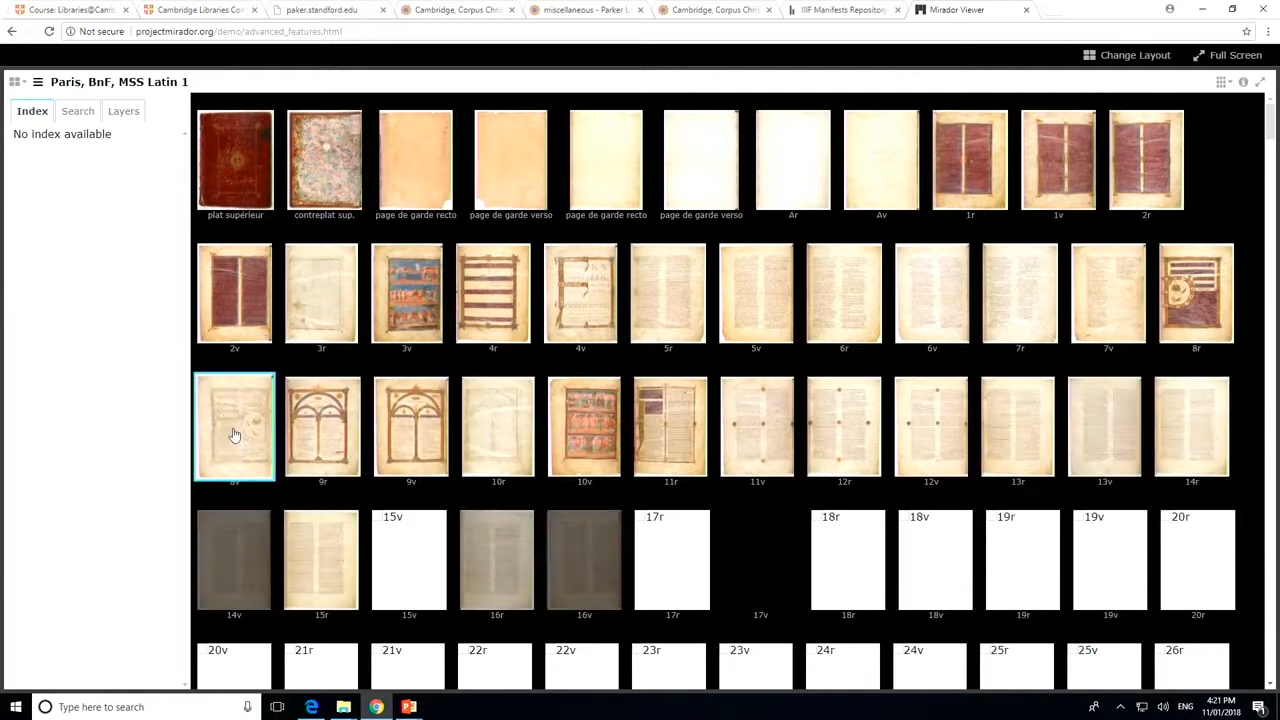 Course: Libraries@Camb
Cambridge Libraries Con
paker.standford.edu
Cambridge, Corpus Chris
miscellaneous - Parker Li
Cambridge, Corpus Chris
IIIF Manifests Repository
Mirador Viewer
Not secure
projectmirador.org/demo/advanced_features.html
Change Layout
Full Screen
Paris, BnF, MSS Latin 1
Index
Search
Layers
No index available
plat supérieur
contreplat sup.
page de garde recto
page de garde verso
page de garde recto
page de garde verso
Ar
Av
1r
1v
2r
2v
3r
3v
4r
4v
5r
5v
6r
6v
7r
7v
8r
8v
9r
9v
10r
10v
11r
11v
12r
12v
13r
13v
14r
15v
17r
18r
18v
19r
19v
20r
14v
15r
15v
16r
16v
17r
17v
18r
18v
19r
19v
20r
20v
21r
21v
22r
22v
23r
23v
24r
24v
25r
25v
26r
Type here to search
ENG
4:21 PM
11/01/2018